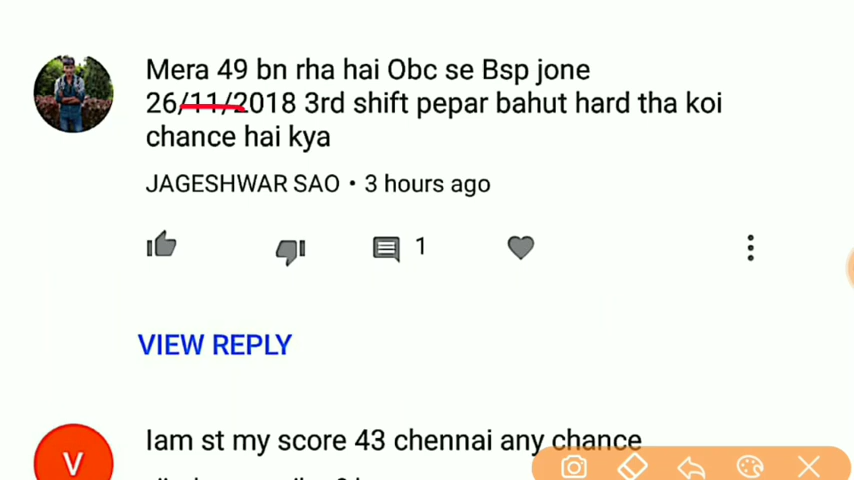 Mera 49 bn rha hai Obc se Bsp jone
26/11/2018 3rd shift pepar bahut hard tha koi
chance hai kya
JAGESHWAR SAO • 3 hours ago
1
VIEW REPLY
V
Iam st my score 43 chennai any chance